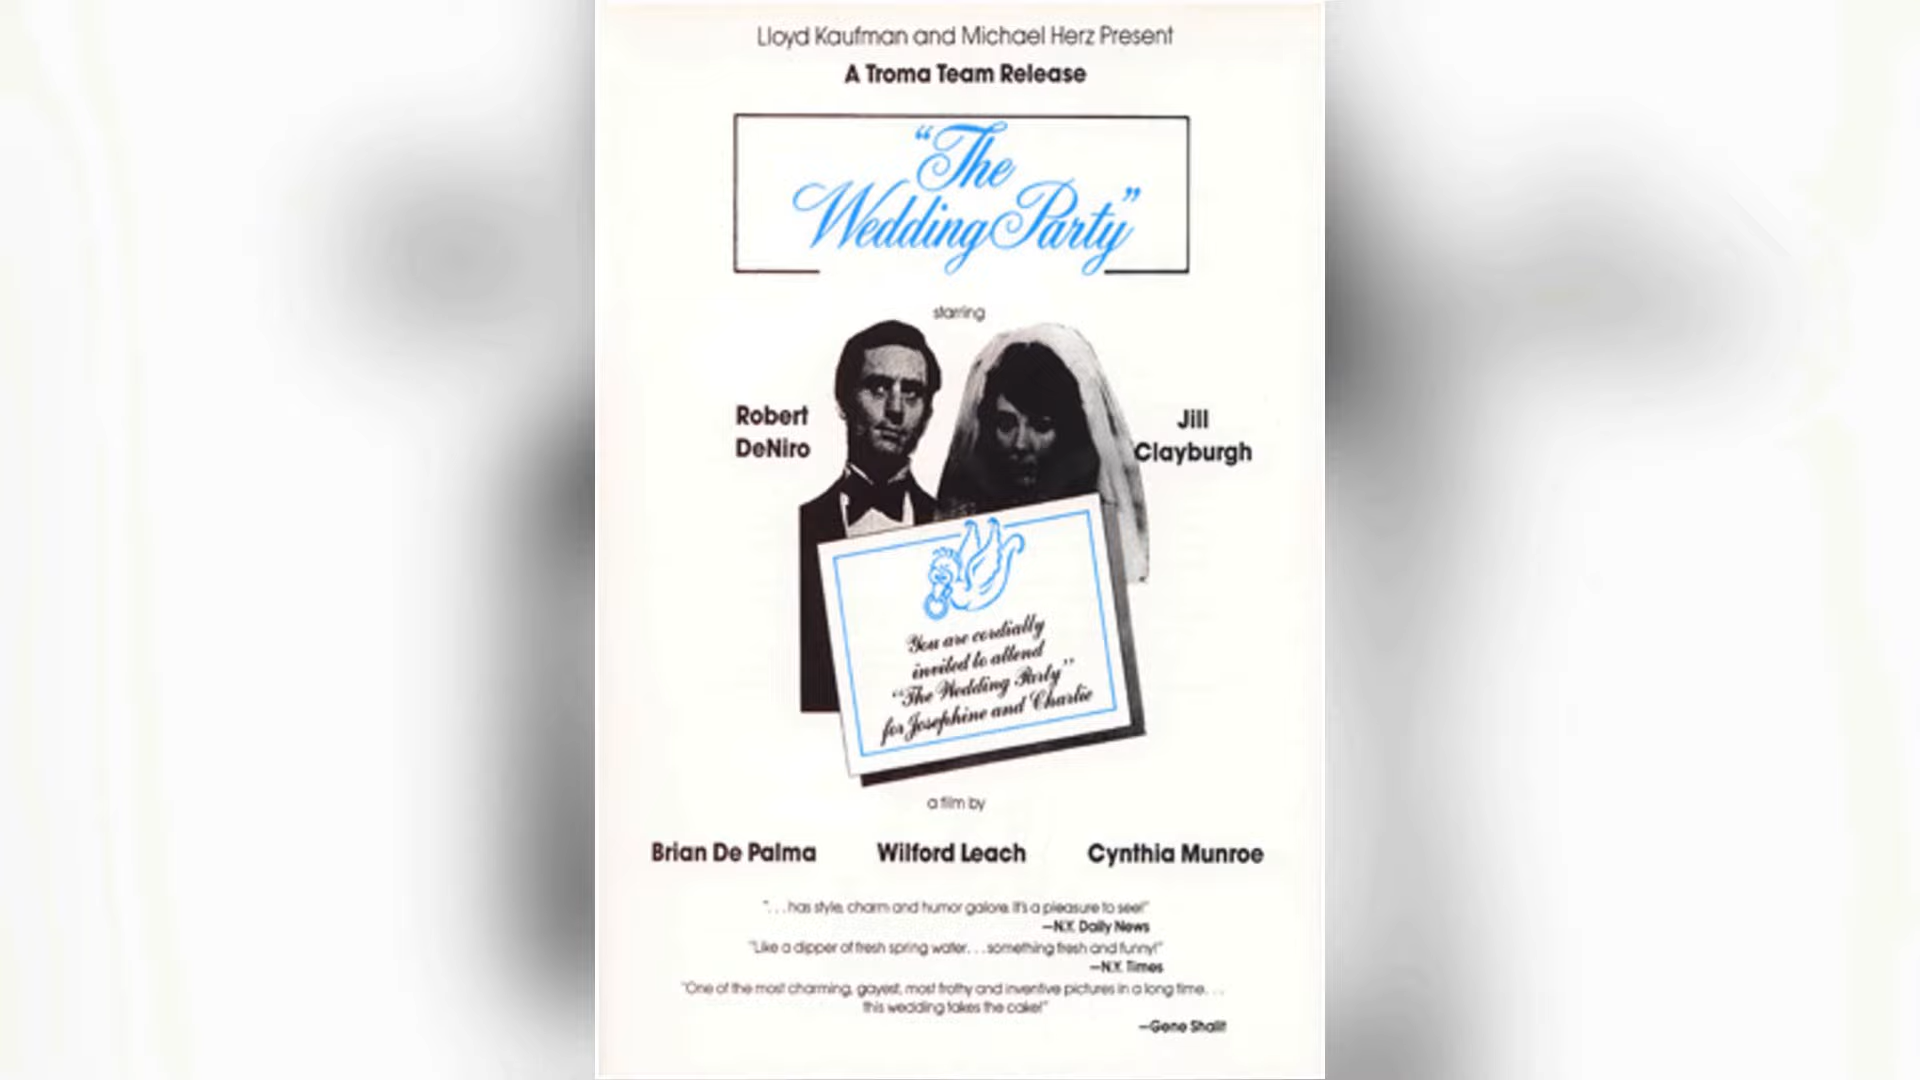 Lloyd Kaufman and Michael Herz Present
A Troma Team Release
“The
Wedding Party”
starring
Robert
DeNiro
Jill
Clayburgh
You are cordially
invited to attend
“The Wedding Party”
for Josephine and Charlie
a film by
Brian De Palma Wilford Leach Cynthia Munroe
"...has style, charm and humor galore. It's a pleasure to see!"
—N.Y. Daily News
"Like a dipper of fresh spring water...something fresh and funny!"
—N.Y. Times
"One of the most charming, gayest, most frothy and inventive pictures in a long time...
this wedding takes the cake!"
—Gene Shalit